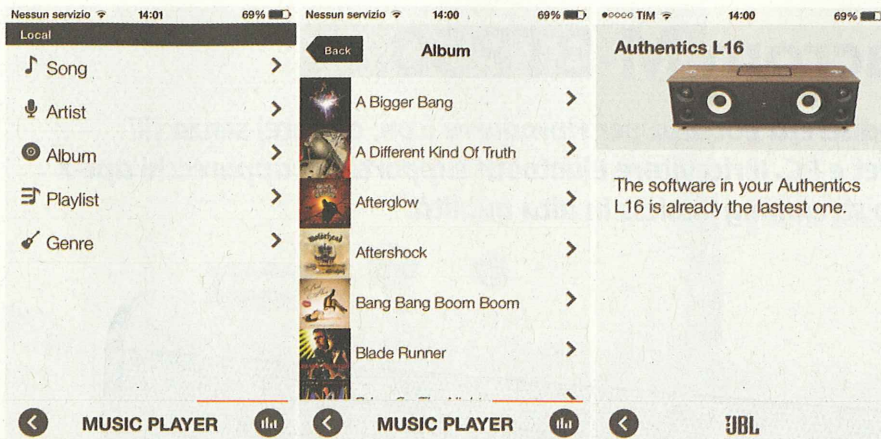 Nessun servizio 14:01 69%
Local
Song
Artist
Album
Playlist
Genre
MUSIC PLAYER
Nessun servizio 14:00 69%
Back
Album
A Bigger Bang
A Different Kind Of Truth
Afterglow
Aftershock
Bang Bang Boom Boom
Blade Runner
MUSIC PLAYER
TIM 14:00 69%
Authentics L16
The software in your Authentics
L16 is already the lastest one.
JBL